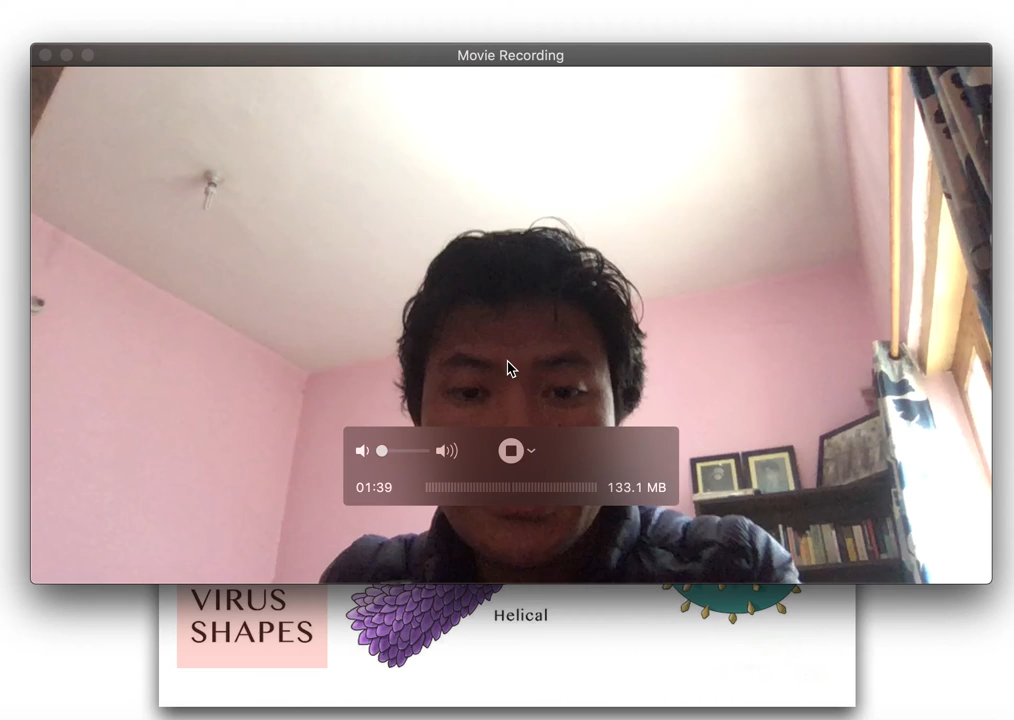 Movie Recording
01:39
133.1 MB
VIRUS
SHAPES
Helical